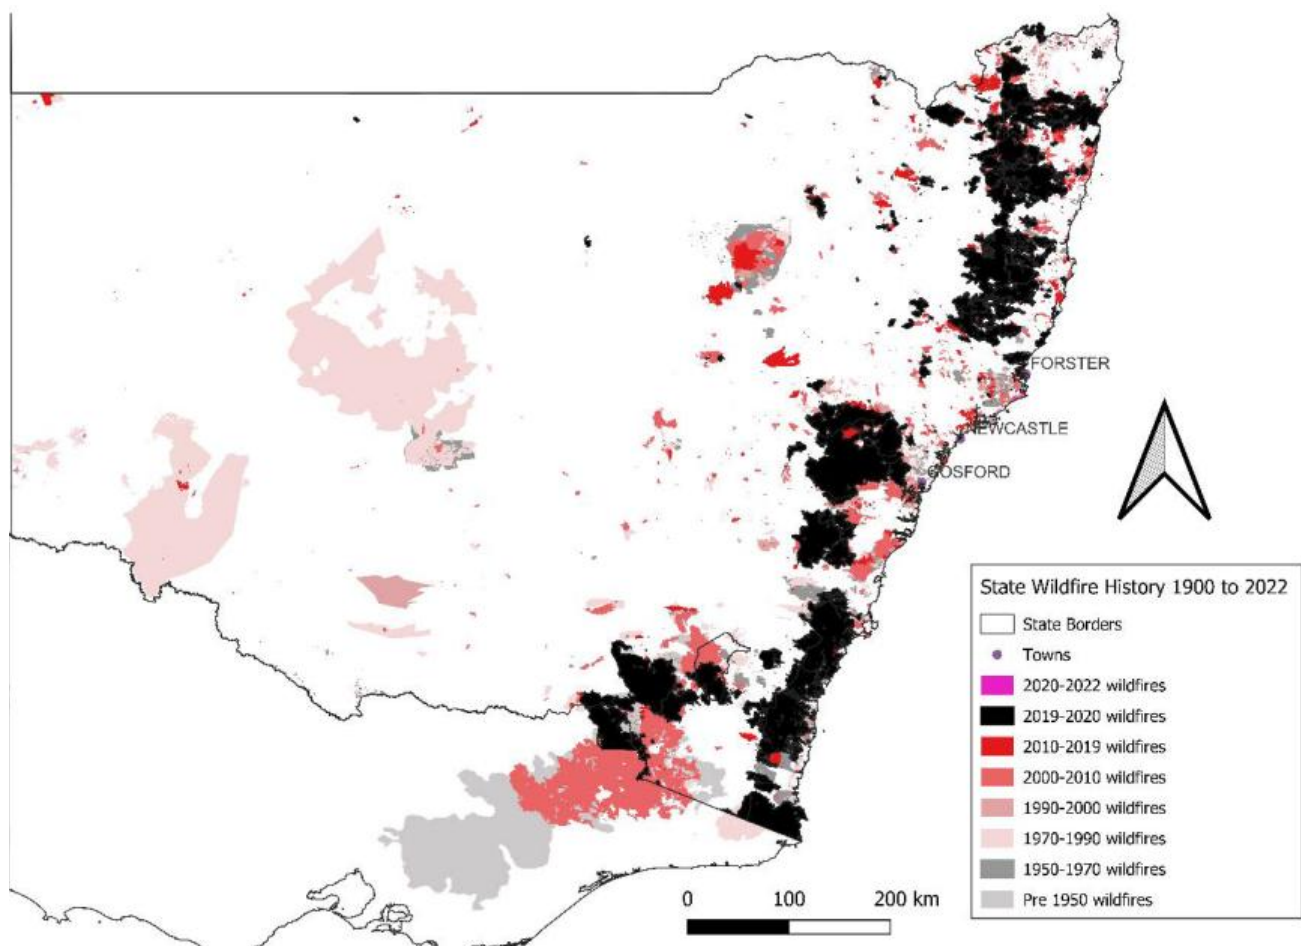 FORSTER
NEWCASTLE
GOSFORD
State Wildfire History 1900 to 2022
State Borders
Towns
2020-2022 wildfires
2019-2020 wildfires
2010-2019 wildfires
2000-2010 wildfires
1990-2000 wildfires
1970-1990 wildfires
1950-1970 wildfires
Pre 1950 wildfires
0 100 200 km